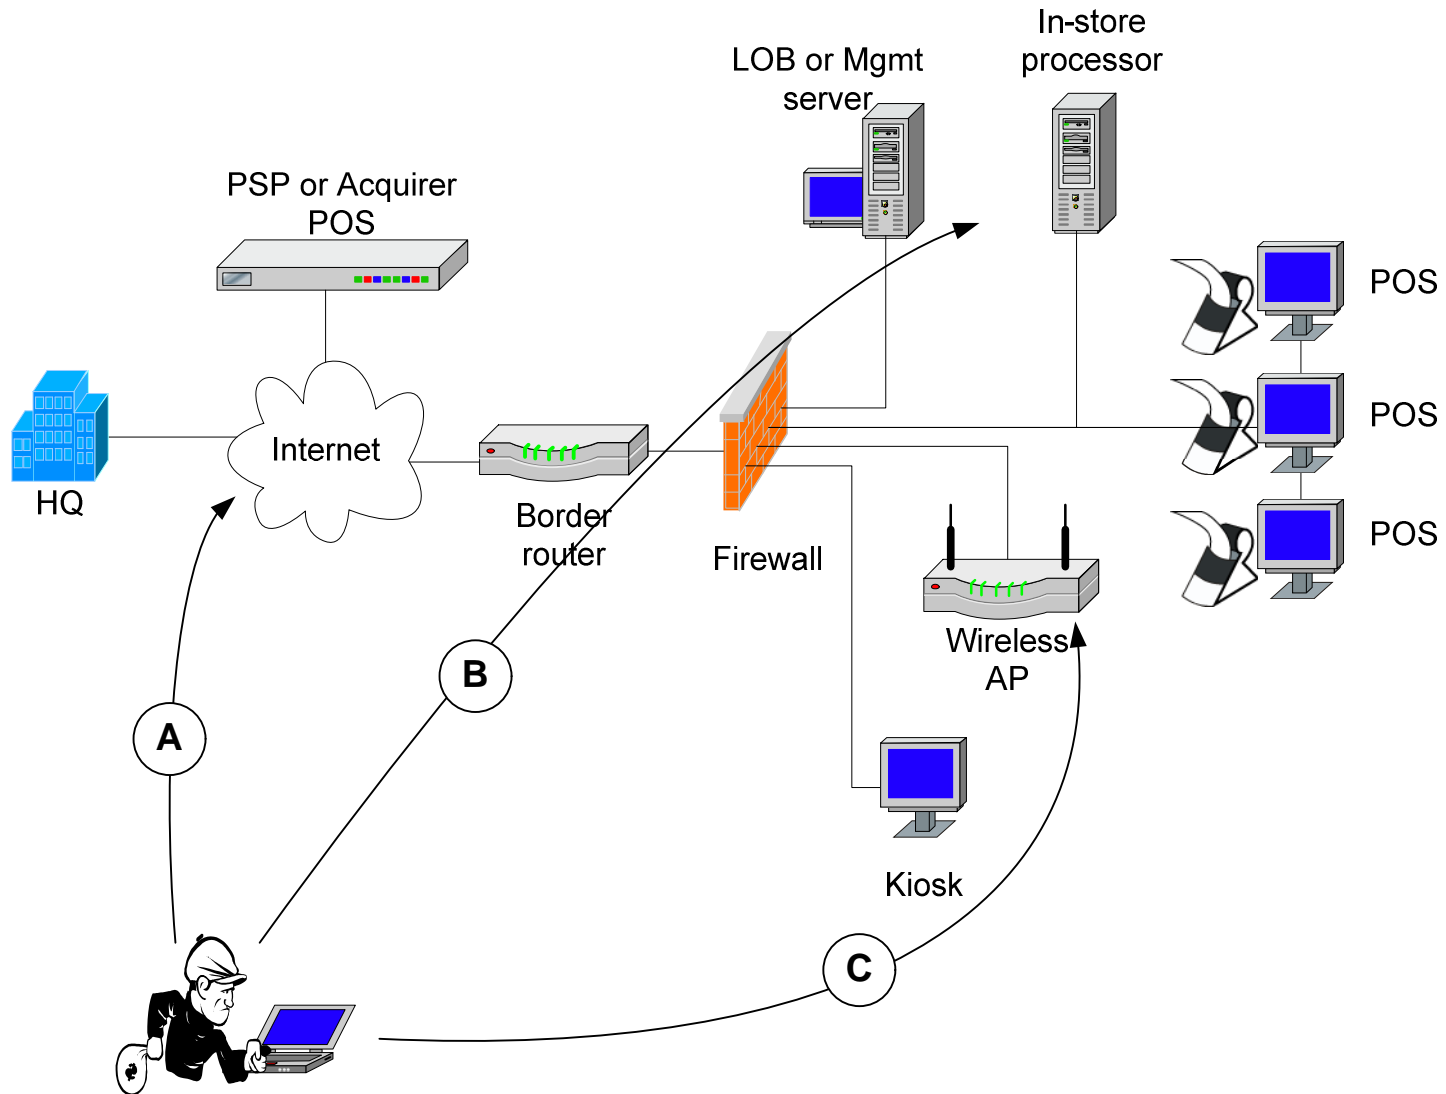 In-store
processor
LOB or Mgmt
server
PSP or Acquirer
POS
POS
POS
POS
Internet
HQ
Border
router
Firewall
Wireless
AP
Kiosk
A
B
C